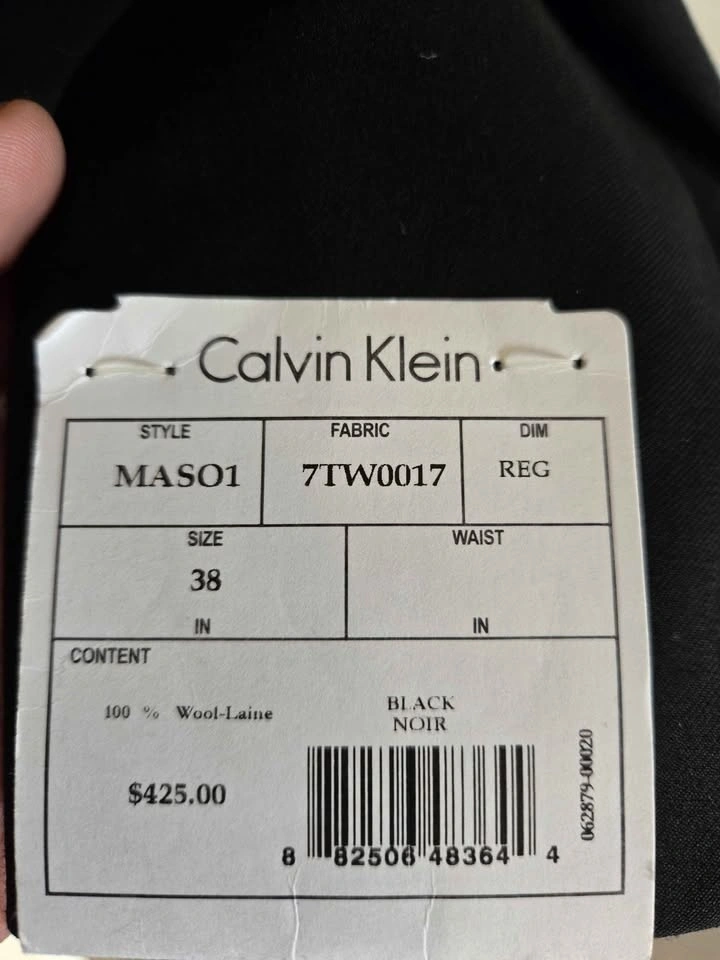 Calvin Klein
STYLE FABRIC DIM
MASO1 7TW0017 REG
SIZE WAIST
38
IN IN
CONTENT
100 % Wool-Laine
BLACK
NOIR
$425.00
8 82506 48364 4
062879-00020